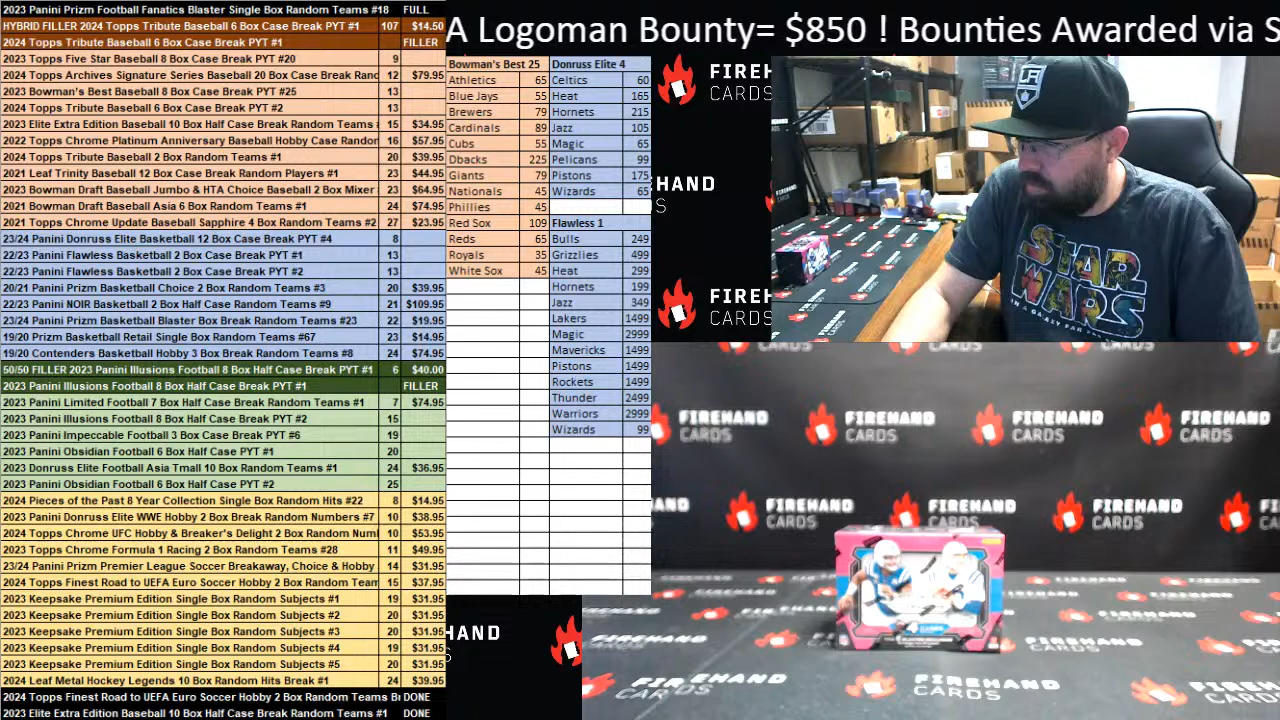 2023 Panini Prizm Football Fanatics Blaster Single Box Random Teams #18 FULL
HYBRID FILLER 2024 Topps Tribute Baseball 6 Box Case Break PYT #1 107 $14.50
2024 Topps Tribute Baseball 6 Box Case Break PYT #1 FILLER
2023 Topps Five Star Baseball 8 Box Case Break PYT #20 9
2024 Topps Archives Signature Series Baseball 20 Box Case Break Ranc 12 $79.95
2023 Bowman's Best Baseball 8 Box Case Break PYT #25 13
2024 Topps Tribute Baseball 6 Box Case Break PYT #2 13
2023 Elite Extra Edition Baseball 10 Box Half Case Break Random Teams 15 $34.95
2022 Topps Chrome Platinum Anniversary Baseball Hobby Case Randor 16 $57.95
2024 Topps Tribute Baseball 2 Box Random Teams #1 20 $39.95
2021 Leaf Trinity Baseball 12 Box Case Break Random Players #1 23 $44.95
2023 Bowman Draft Baseball Jumbo & HTA Choice Baseball 2 Box Mixer 23 $64.95
2021 Bowman Draft Baseball Asia 6 Box Random Teams #1 24 $74.95
2021 Topps Chrome Update Baseball Sapphire 4 Box Random Teams #2 27 $23.95
23/24 Panini Donruss Elite Basketball 12 Box Case Break PYT #4 8
22/23 Panini Flawless Basketball 2 Box Case Break PYT #1 13
22/23 Panini Flawless Basketball 2 Box Case Break PYT #2 13
20/21 Panini Prizm Basketball Choice 2 Box Random Teams #3 20 $39.95
22/23 Panini NOIR Basketball 2 Box Half Case Random Teams #9 21 $109.95
23/24 Panini Prizm Basketball Blaster Box Random Teams #23 22 $19.95
19/20 Prizm Basketball Retail Single Box Random Teams #67 23 $14.95
19/20 Contenders Basketball Hobby 3 Box Break Random Teams #8 24 $74.95
50/50 FILLER 2023 Panini Illusions Football 8 Box Half Case Break PYT #1 6 $40.00
2023 Panini Illusions Football 8 Box Half Case Break PYT #1 FILLER
2023 Panini Limited Football 7 Box Half Case Break Random Teams #1 7 $74.95
2023 Panini Illusions Football 8 Box Half Case Break PYT #2 15
2023 Panini Impeccable Football 3 Box Case Break PYT #6 19
2023 Panini Obsidian Football 6 Box Half Case PYT #1 20
2023 Donruss Elite Football Asia Tmall 10 Box Random Teams #1 24 $36.95
2023 Panini Obsidian Football 6 Box Half Case PYT #2 25
2024 Pieces of the Past 8 Year Collection Single Box Random Hits #22 8 $14.95
2023 Panini Donruss Elite WWE Hobby 2 Box Break Random Numbers #7 10 $38.95
2024 Topps Chrome UFC Hobby & Breaker's Delight 2 Box Random Num 10 $53.95
2023 Topps Chrome Formula 1 Racing 2 Box Random Teams #28 11 $49.95
23/24 Panini Prizm Premier League Soccer Breakaway, Choice & Hobby 14 $31.95
2024 Topps Finest Road to UEFA Euro Soccer Hobby 2 Box Random Team 15 $37.95
2023 Keepsake Premium Edition Single Box Random Subjects #1 19 $31.95
2023 Keepsake Premium Edition Single Box Random Subjects #2 20 $31.95
2023 Keepsake Premium Edition Single Box Random Subjects #3 20 $31.95
2023 Keepsake Premium Edition Single Box Random Subjects #4 19 $31.95
2023 Keepsake Premium Edition Single Box Random Subjects #5 20 $31.95
2024 Leaf Metal Hockey Legends 10 Box Random Hits Break #1 24 $39.95
2024 Topps Finest Road to UEFA Euro Soccer Hobby 2 Box Random Teams Br DONE
2023 Elite Extra Edition Baseball 10 Box Half Case Break Random Teams #1 DONE
A Logoman Bounty= $850 ! Bounties Awarded via S
Bowman's Best 25
Athletics 65
Blue Jays 55
Brewers 79
Cardinals 89
Cubs 55
Dbacks 225
Giants 79
Nationals 45
Phillies 45
Red Sox 109
Reds 65
Royals 35
White Sox 45
Donruss Elite 4
Celtics 60
Heat 165
Hornets 215
Jazz 105
Magic 65
Pelicans 99
Pistons 175
Wizards 65
Flawless 1
Bulls 249
Grizzlies 499
Heat 299
Hornets 199
Jazz 349
Lakers 1499
Magic 2999
Mavericks 1499
Pistons 1499
Rockets 1499
Thunder 2499
Warriors 2999
Wizards 99
FIREH
CARDS
HAND
S
FIREH
CARDS
HAND
LA
STAR
WARS
IN A GALAXY FAR
FIREHAND
CARDS
FIREHAND
CARDS
FIREHAND
CARDS
FIREHAND
CARDS
FIREHAND
CARDS
FIREHAND
CARDS
FIREHAND
CARDS
FIREHAND
CARDS